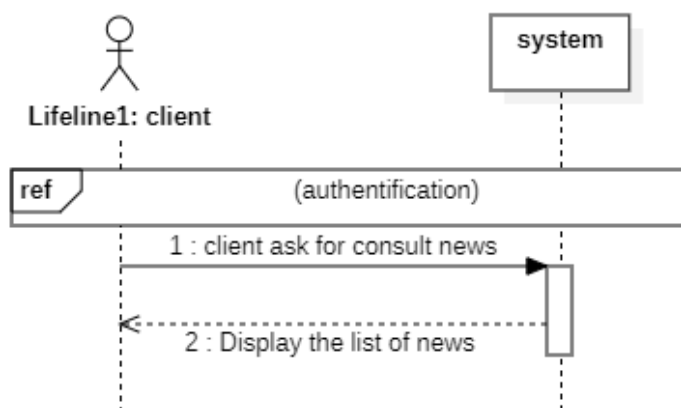 system
Lifeline1: client
ref
(authentification)
1 : client ask for consult news
2 : Display the list of news